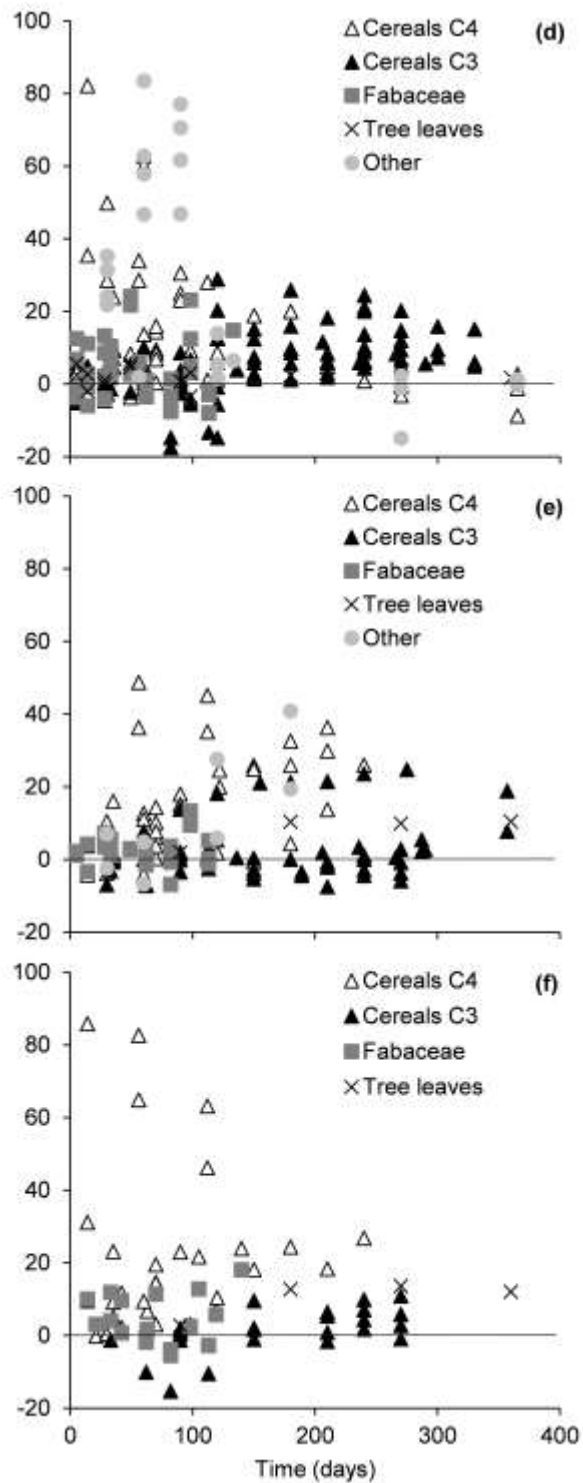 100
80
60
40
20
0
-20
(d)
Cereals C4
Cereals C3
Fabaceae
Tree leaves
Other
100
80
60
40
20
0
-20
(e)
Cereals C4
Cereals C3
Fabaceae
Tree leaves
Other
100
80
60
40
20
0
-20
(f)
Cereals C4
Cereals C3
Fabaceae
Tree leaves
0 100 200 300 400
Time (days)